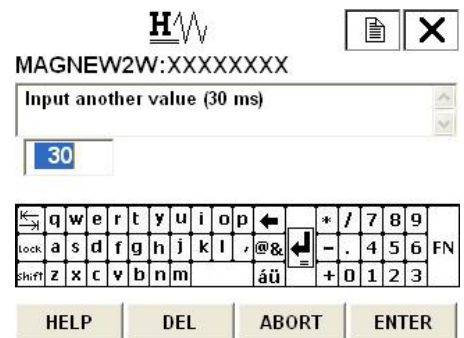 H
MAGNEW2W:XXXXXXXX
Input another value (30 ms)
30
q w e r t y u i o p * / 7 8 9
Lock a s d f g h j k l , @& - . 4 5 6 FN
Shift z x c v b n m áü = + 0 1 2 3
HELP DEL ABORT ENTER